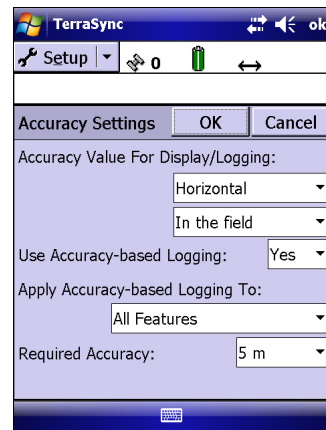 TerraSync ok
Setup 0
Accuracy Settings OK Cancel
Accuracy Value For Display/Logging:
Horizontal
In the field
Use Accuracy-based Logging: Yes
Apply Accuracy-based Logging To:
All Features
Required Accuracy: 5 m